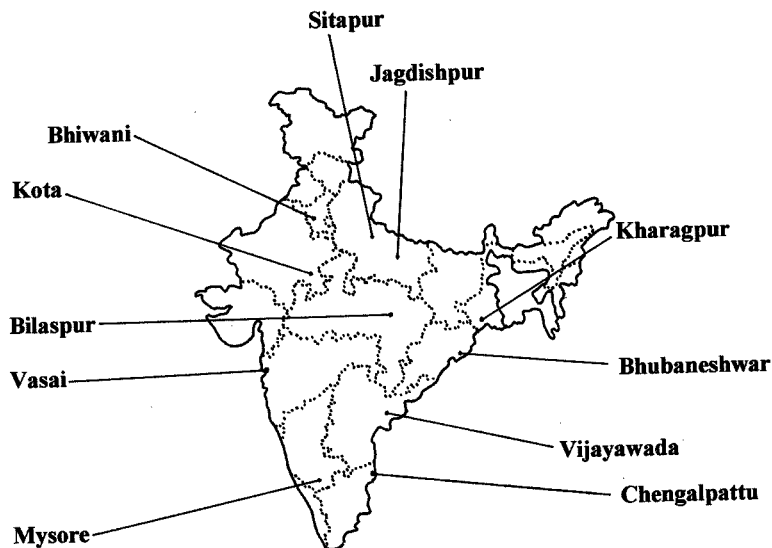 Sitapur
Jagdishpur
Bhiwani
Kota
Kharagpur
Bilaspur
Bhubaneshwar
Vasai
Vijayawada
Chengalpattu
Mysore